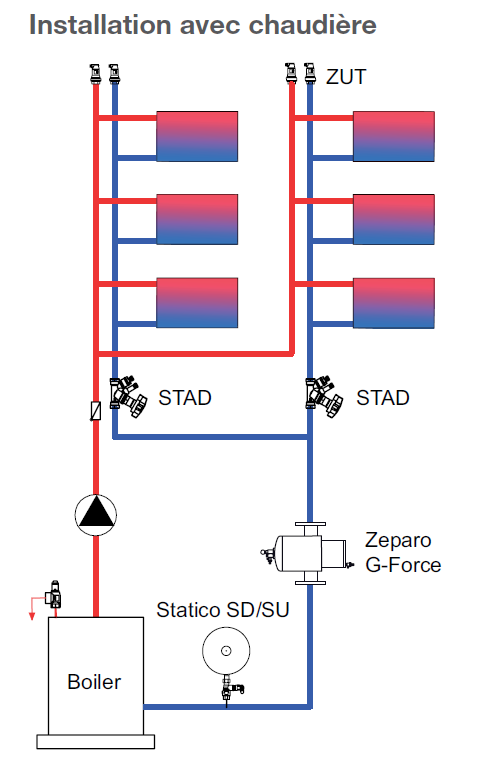 Installation avec chaudière
ZUT
STAD
STAD
Zeparo
G-Force
Statico SD/SU
Boiler